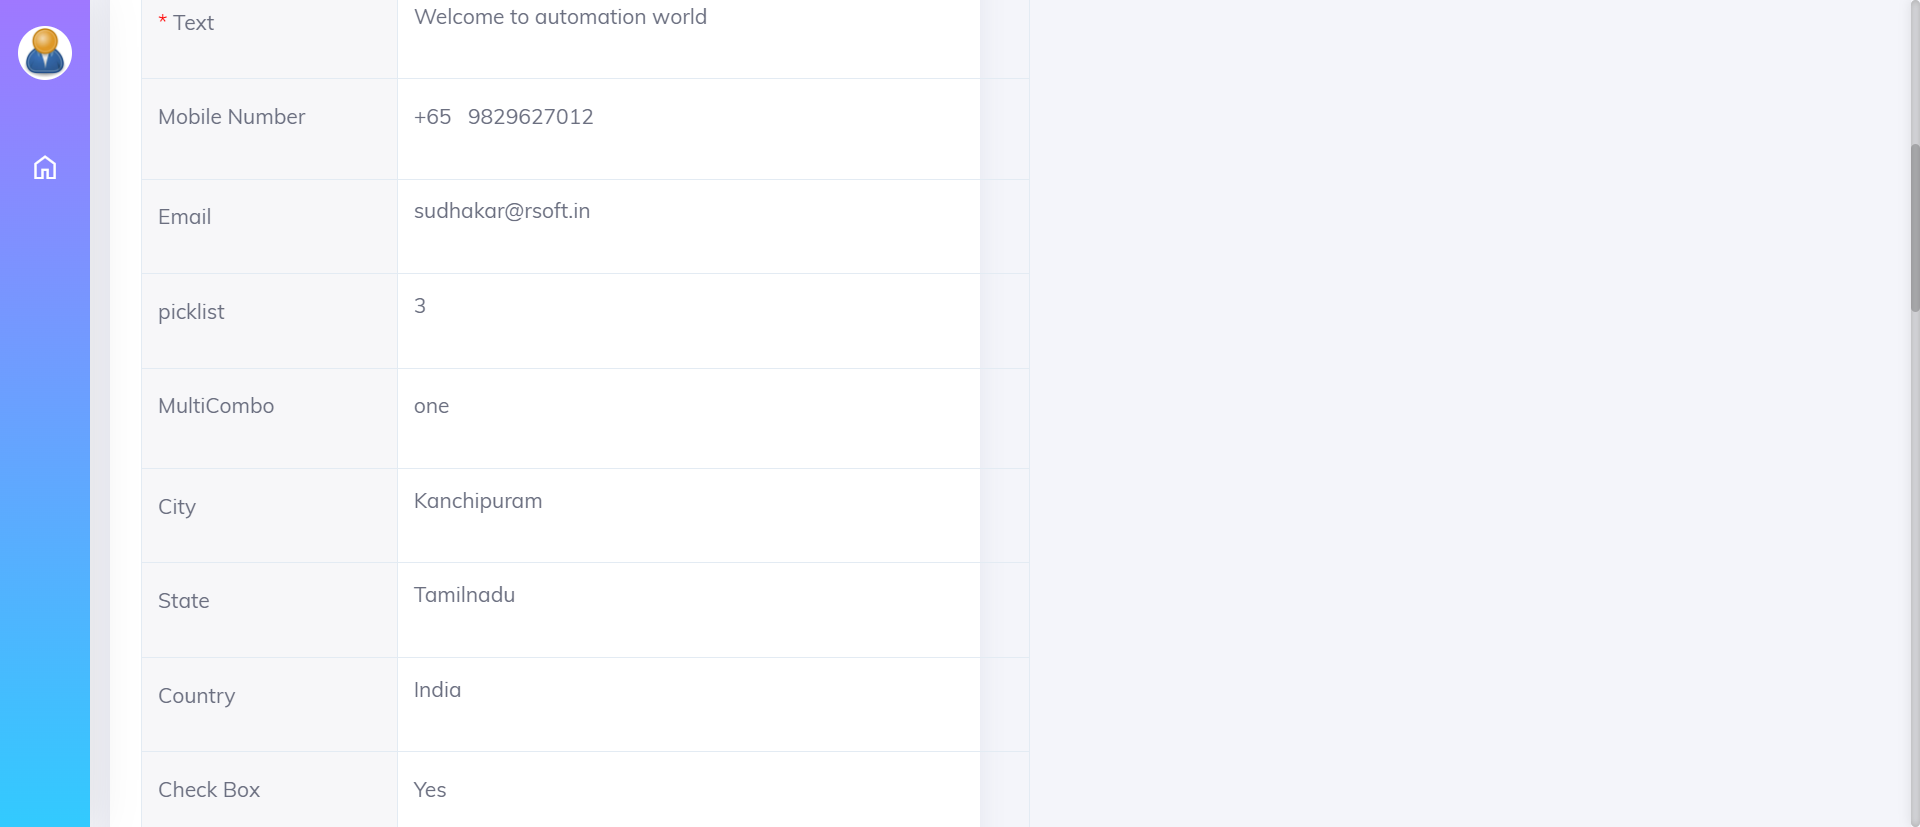 * Text Welcome to automation world
Mobile Number +65 9829627012
Email sudhakar@rsoft.in
picklist 3
MultiCombo one
City Kanchipuram
State Tamilnadu
Country India
Check Box Yes